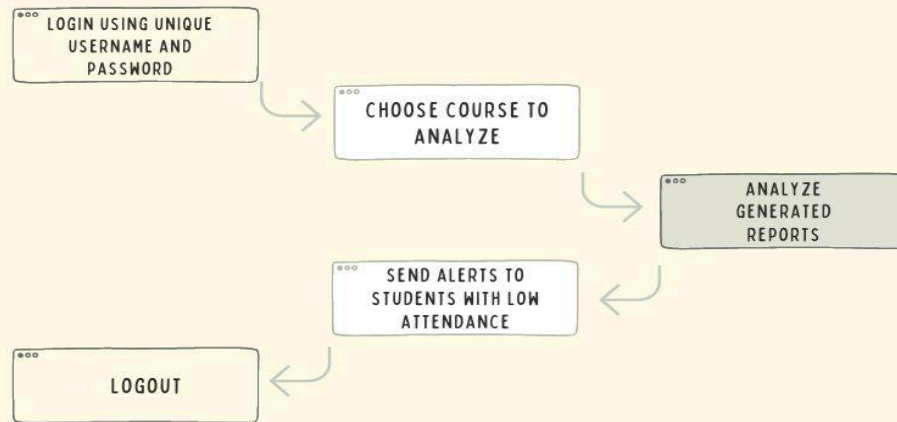 LOGIN USING UNIQUE
USERNAME AND
PASSWORD
CHOOSE COURSE TO
ANALYZE
ANALYZE
GENERATED
REPORTS
SEND ALERTS TO
STUDENTS WITH LOW
ATTENDANCE
LOGOUT